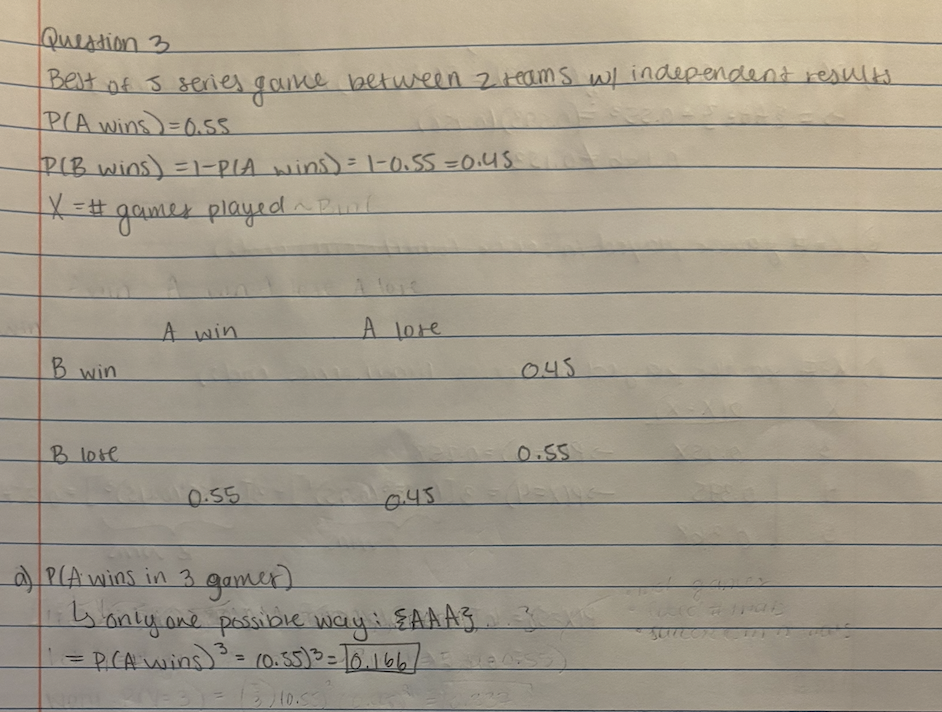 Question 3
Best of 5 series game between 2 teams w/ independent results
P(A wins)=0.55
P(B wins) = 1-P(A wins) = 1-0.55 = 0.45
X = # games played
A win A lose
B win 0.45
B lose 0.55
0.55 0.45
a) P(A wins in 3 games)
↳ only one possible way: {AAA}
= P(A wins)³ = (0.55)³ = 0.166